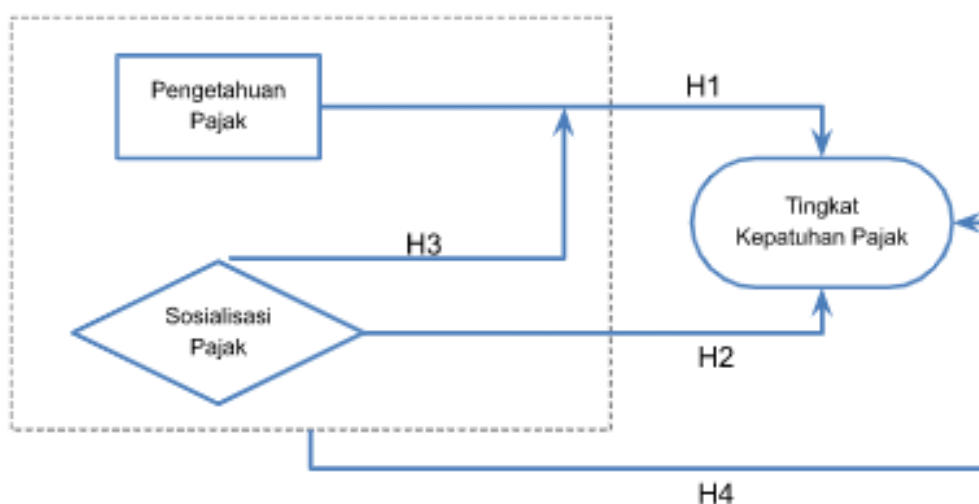 Pengetahuan
Pajak
H1
Tingkat
Kepatuhan Pajak
H3
Sosialisasi
Pajak
H2
H4